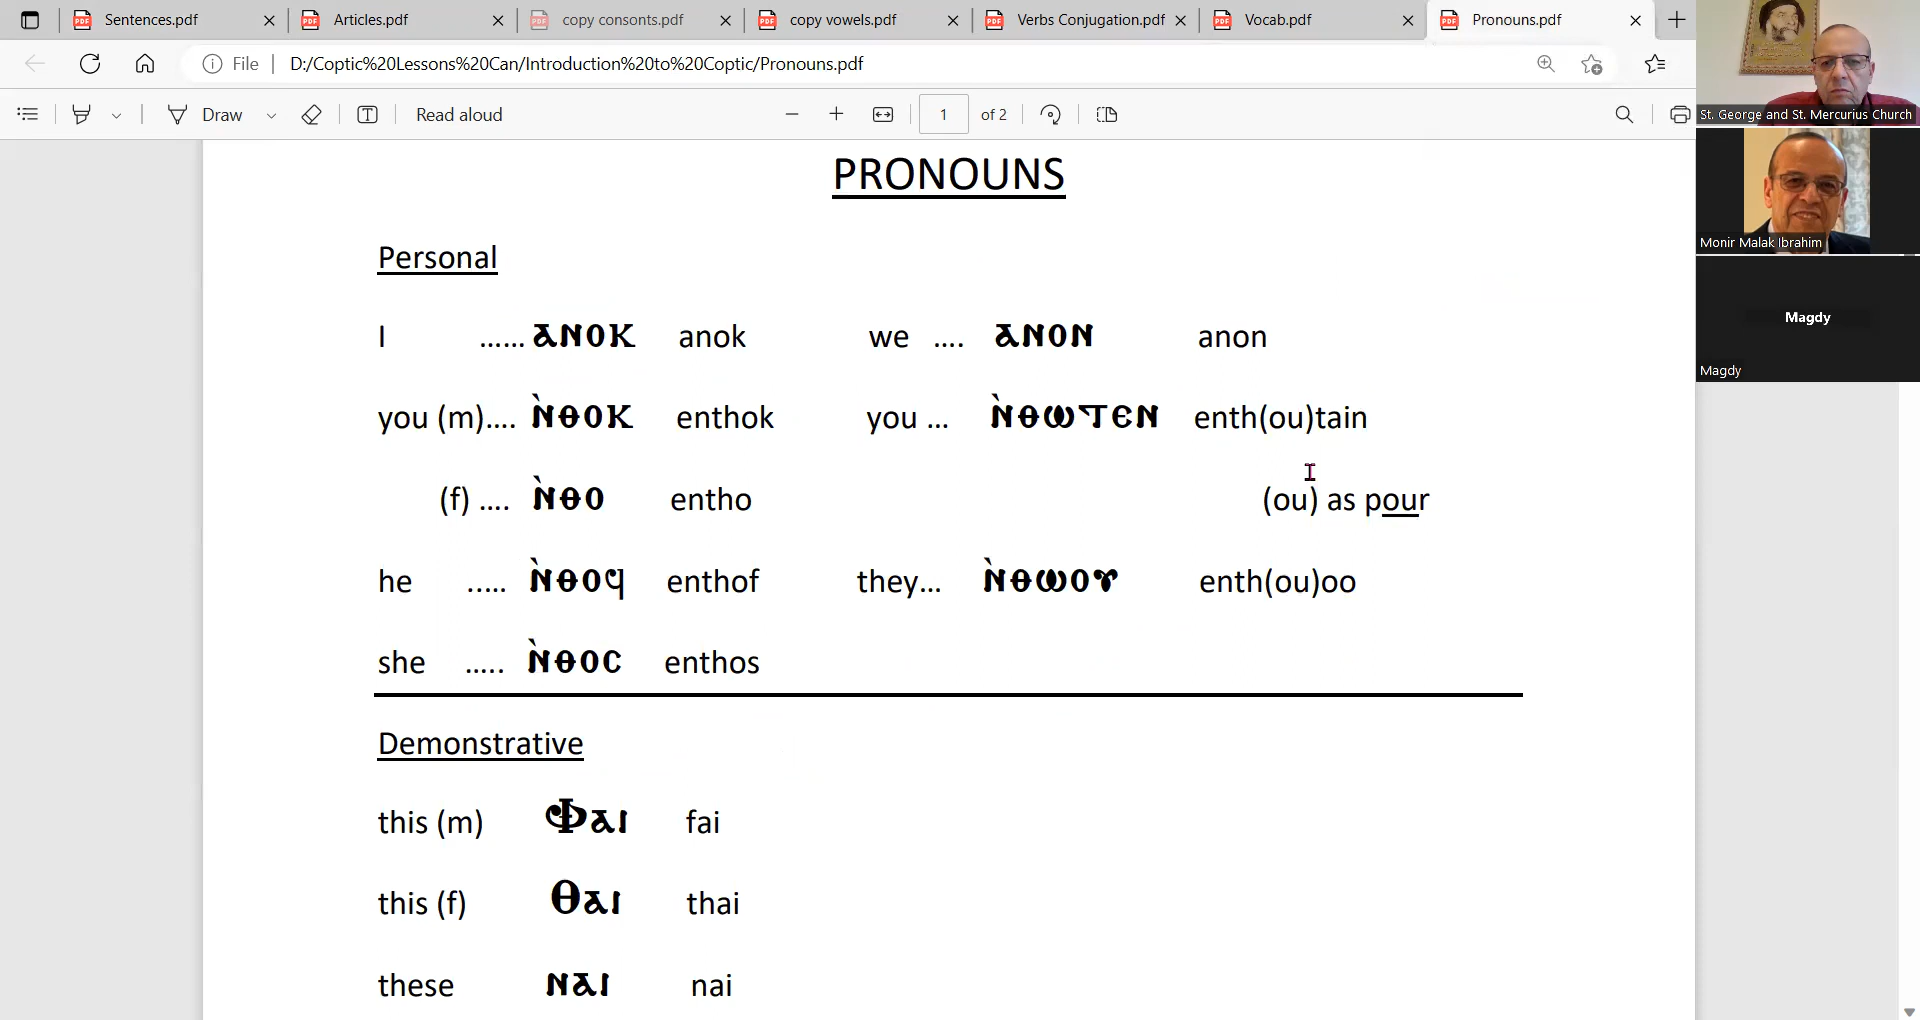 Sentences.pdf Articles.pdf copy consonts.pdf copy vowels.pdf Verbs Conjugation.pdf Vocab.pdf Pronouns.pdf
File D:/Coptic%20Lessons%20Can/Introduction%20to%20Coptic/Pronouns.pdf
Draw Read aloud 1 of 2
St. George and St. Mercurius Church
Monir Malak Ibrahim
Magdy
Magdy
PRONOUNS
Personal
I ...... ⲁⲛⲟⲕ anok we .... ⲁⲛⲟⲛ anon
you (m).... ⲛ̀ⲑⲟⲕ enthok you ... ⲛ̀ⲑⲱⲧⲉⲛ enth(ou)tain
(f) .... ⲛ̀ⲑⲟ entho (ou) as pour
he ..... ⲛ̀ⲑⲟϥ enthof they... ⲛ̀ⲑⲱⲟⲩ enth(ou)oo
she ..... ⲛ̀ⲑⲟⲥ enthos
Demonstrative
this (m) Ⲫⲁⲓ fai
this (f) Ⲑⲁⲓ thai
these ⲛⲁⲓ nai